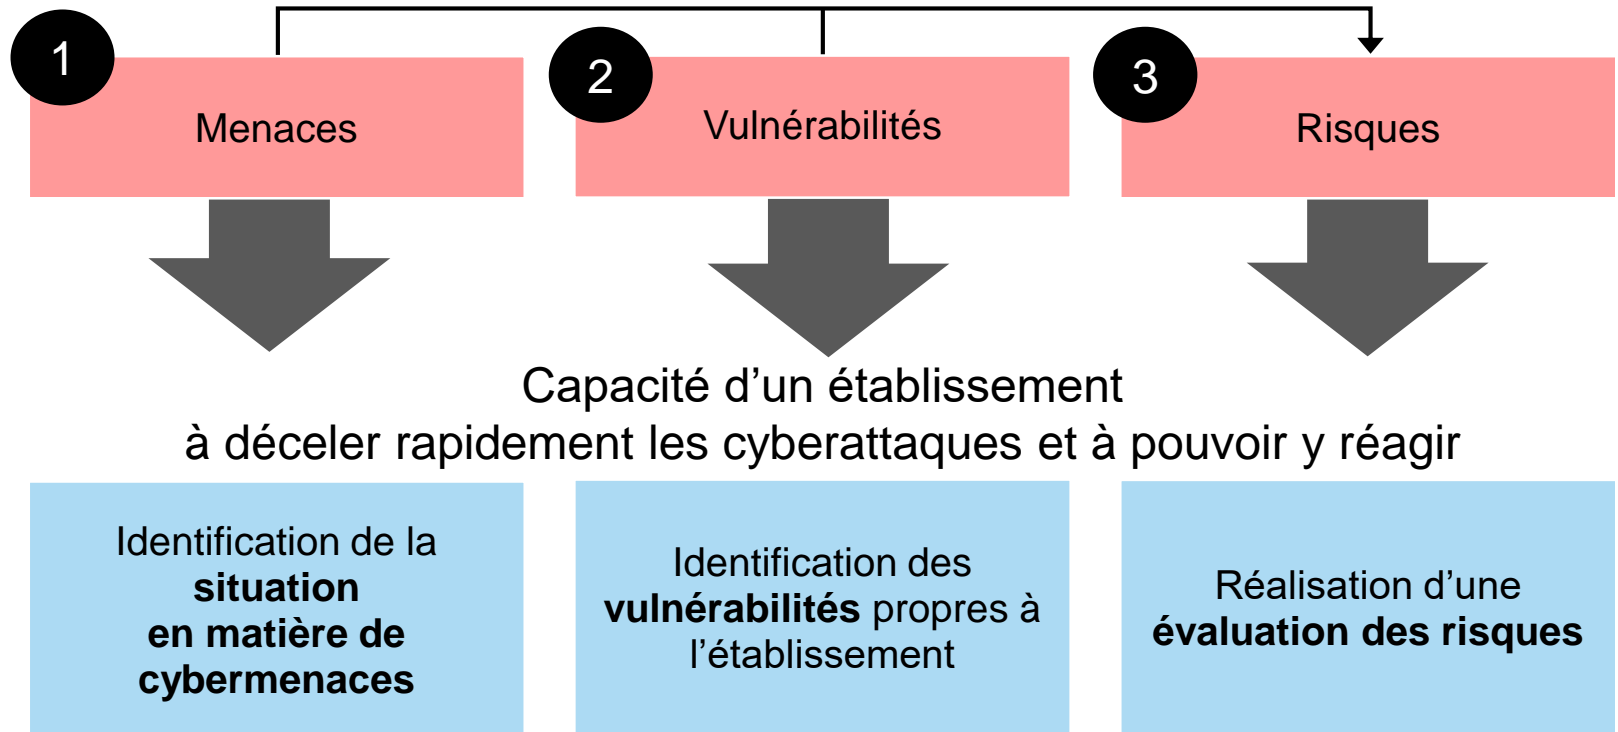 1
Menaces
2
Vulnérabilités
3
Risques
Capacité d’un établissement
à déceler rapidement les cyberattaques et à pouvoir y réagir
Identification de la
situation
en matière de
cybermenaces
Identification des
vulnérabilités propres à
l’établissement
Réalisation d’une
évaluation des risques